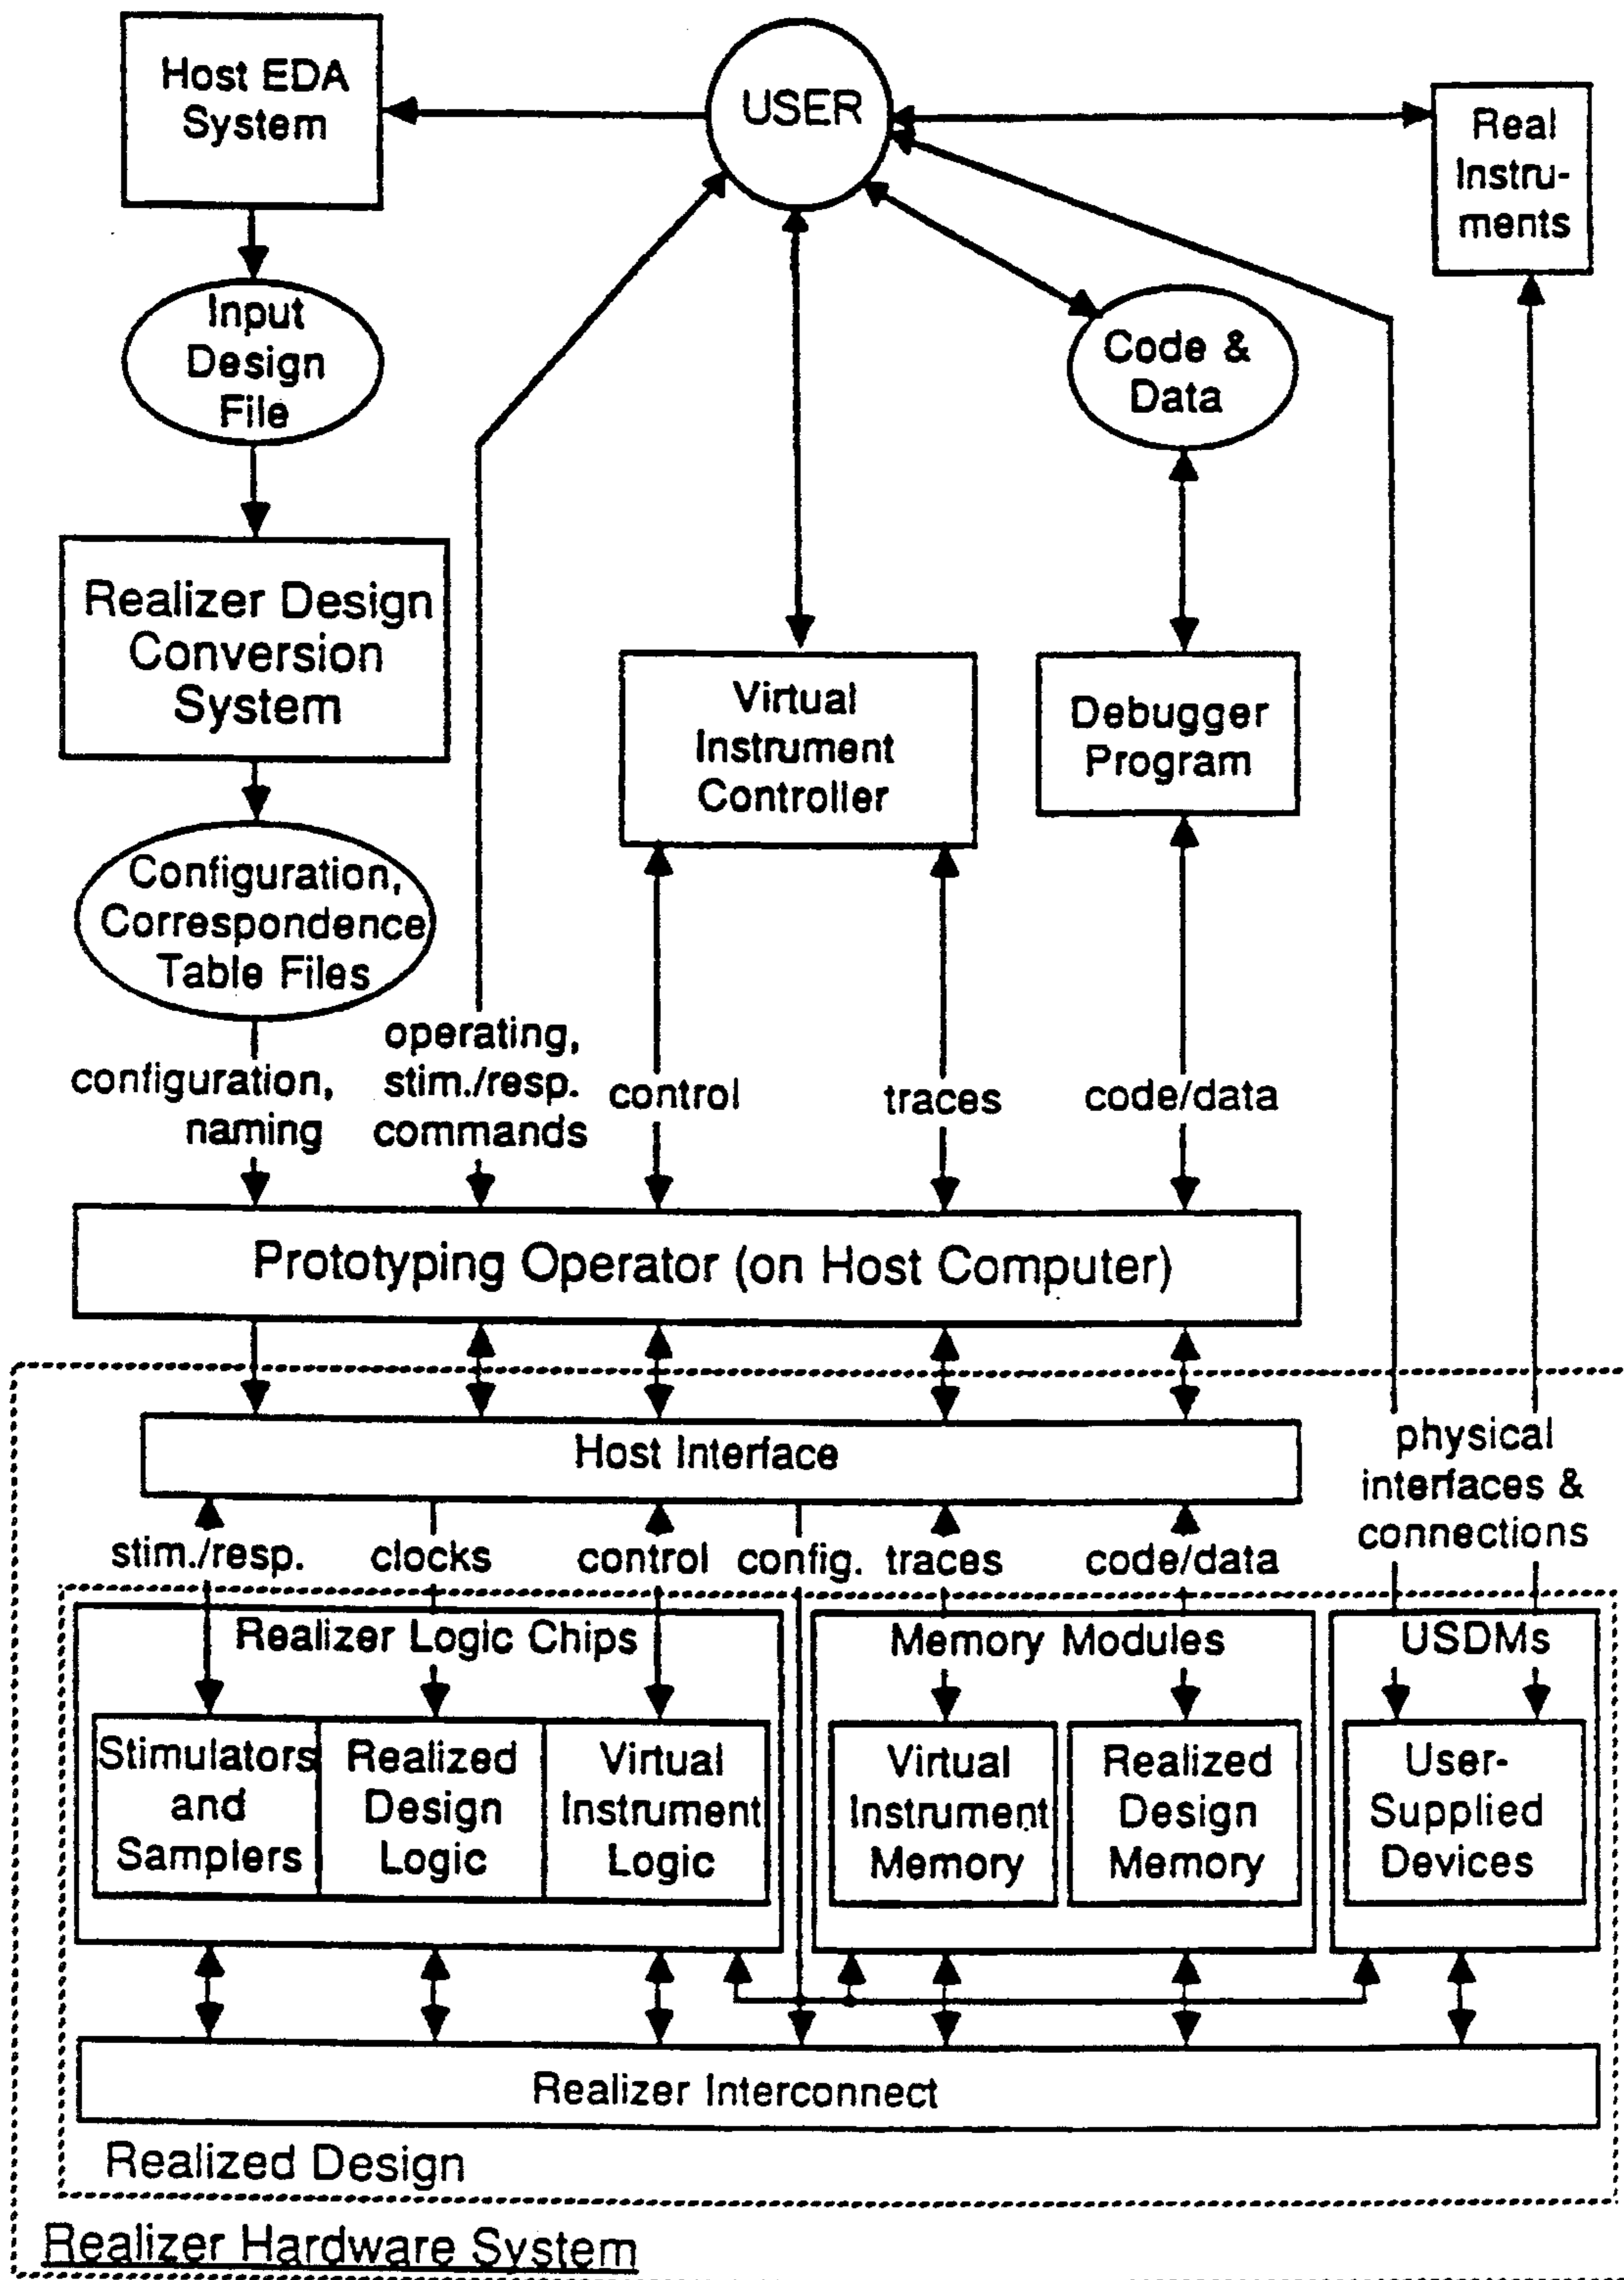 Host EDA
System
USER
Real
Instru-
ments
Input
Design
File
Code &
Data
Realizer Design
Conversion
System
Virtual
Instrument
Controller
Debugger
Program
Configuration,
Correspondence
Table Files
configuration,
naming
operating,
stim./resp.
commands
control
traces
code/data
Prototyping Operator (on Host Computer)
Host Interface
physical
interfaces &
connections
stim./resp.
clocks
control
config.
traces
code/data
Realizer Logic Chips
Memory Modules
USDMs
Stimulators
and
Samplers
Realized
Design
Logic
Virtual
Instrument
Logic
Virtual
Instrument
Memory
Realized
Design
Memory
User-
Supplied
Devices
Realizer Interconnect
Realized Design
Realizer Hardware System